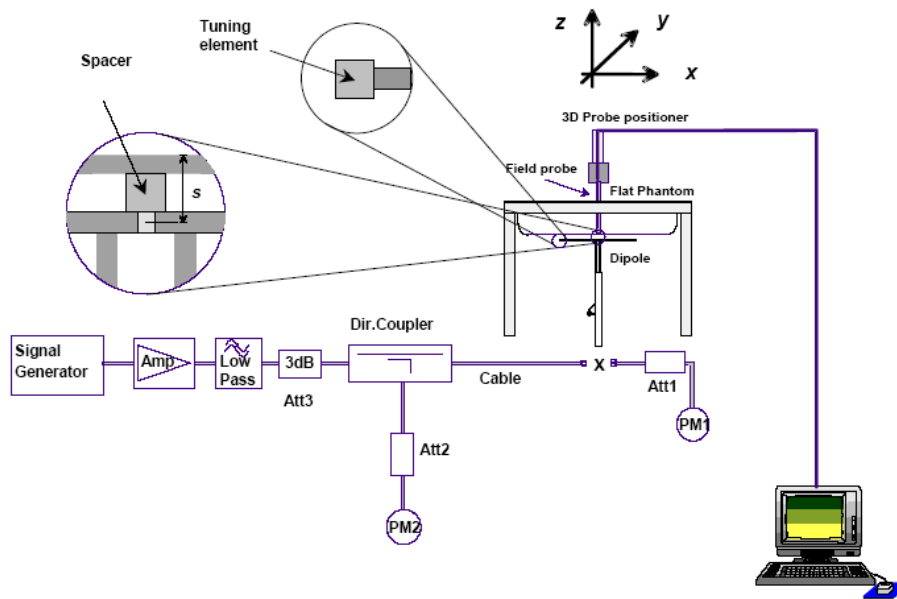 Tuning
element
Spacer
s
z
y
x
3D Probe positioner
Field probe
Flat Phantom
Dipole
Dir.Coupler
Signal
Generator
Amp
Low
Pass
3dB
Att3
Cable
X
Att1
PM1
Att2
PM2